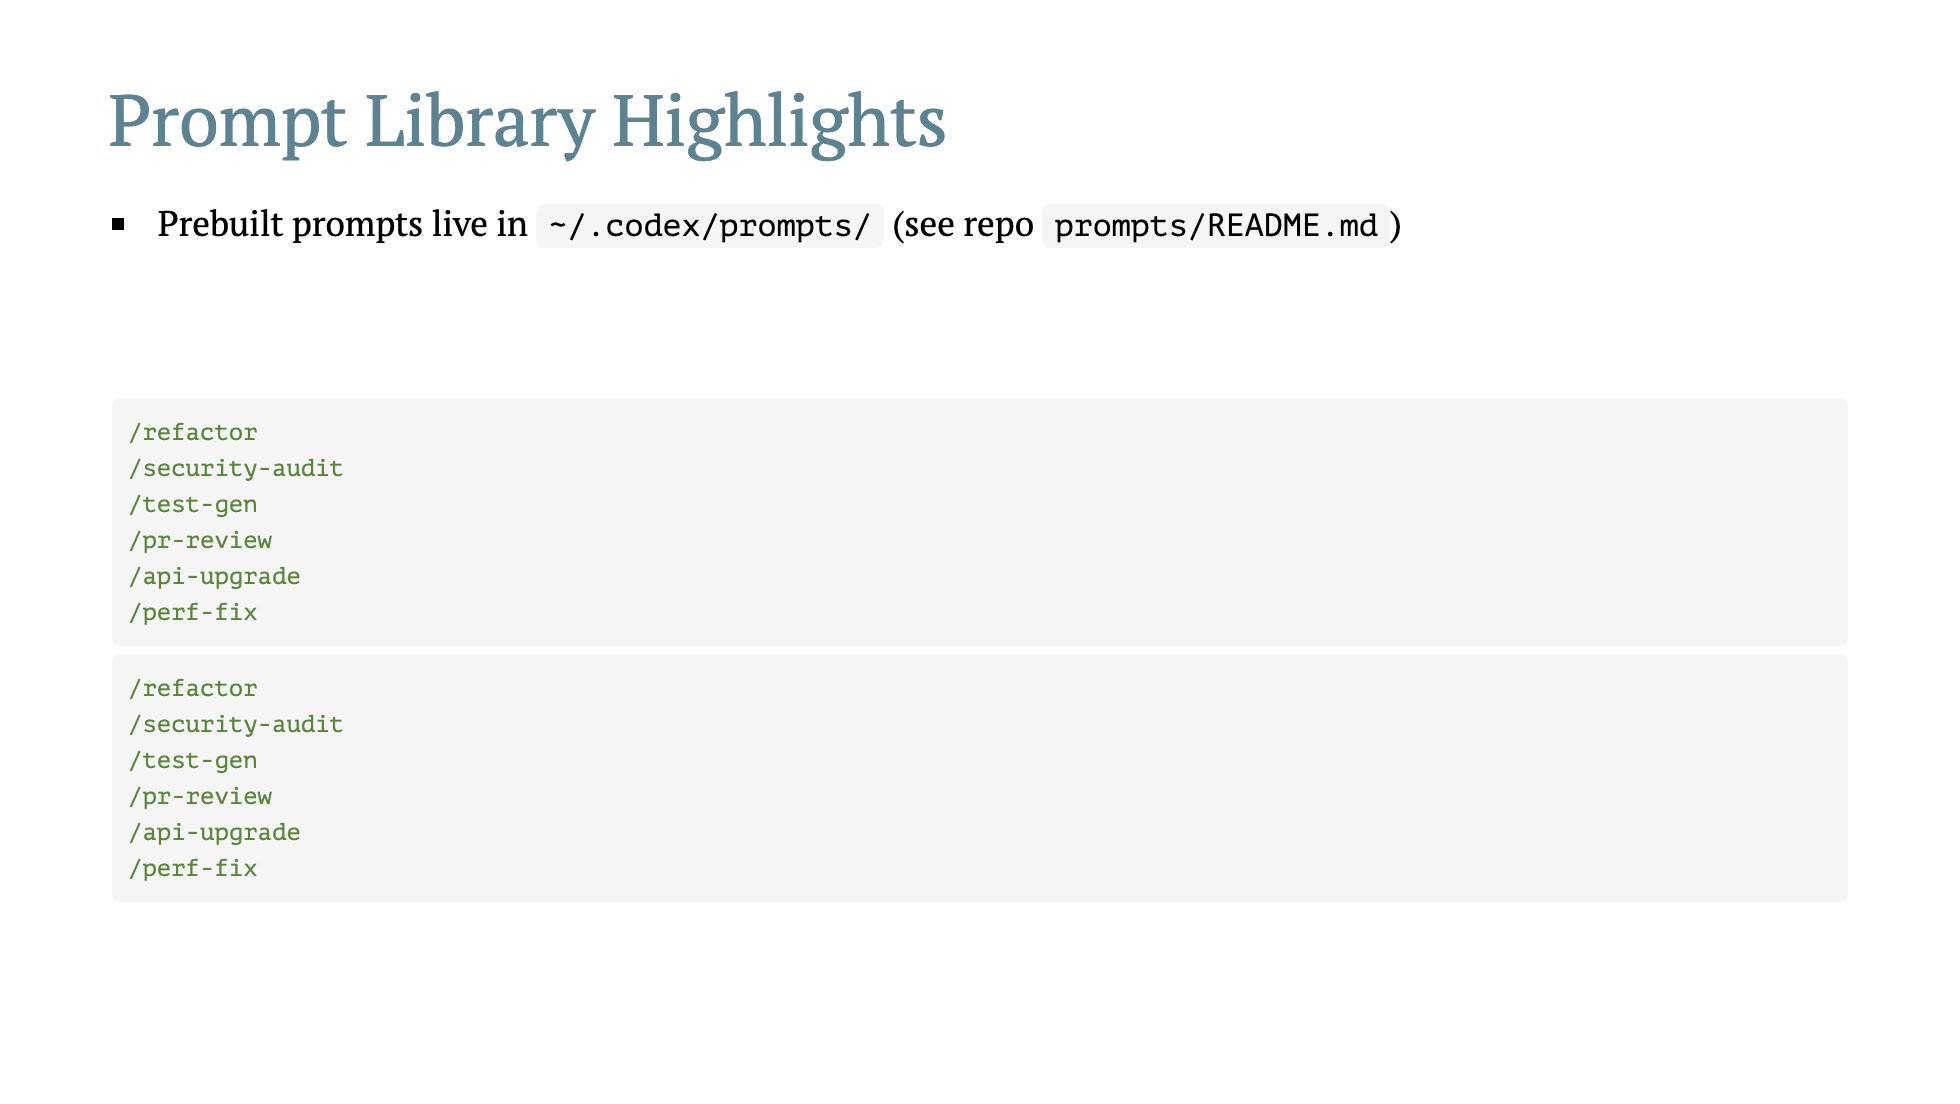 Prompt Library Highlights
▪ Prebuilt prompts live in ~/.codex/prompts/ (see repo prompts/README.md)
/refactor
/security-audit
/test-gen
/pr-review
/api-upgrade
/perf-fix
/refactor
/security-audit
/test-gen
/pr-review
/api-upgrade
/perf-fix